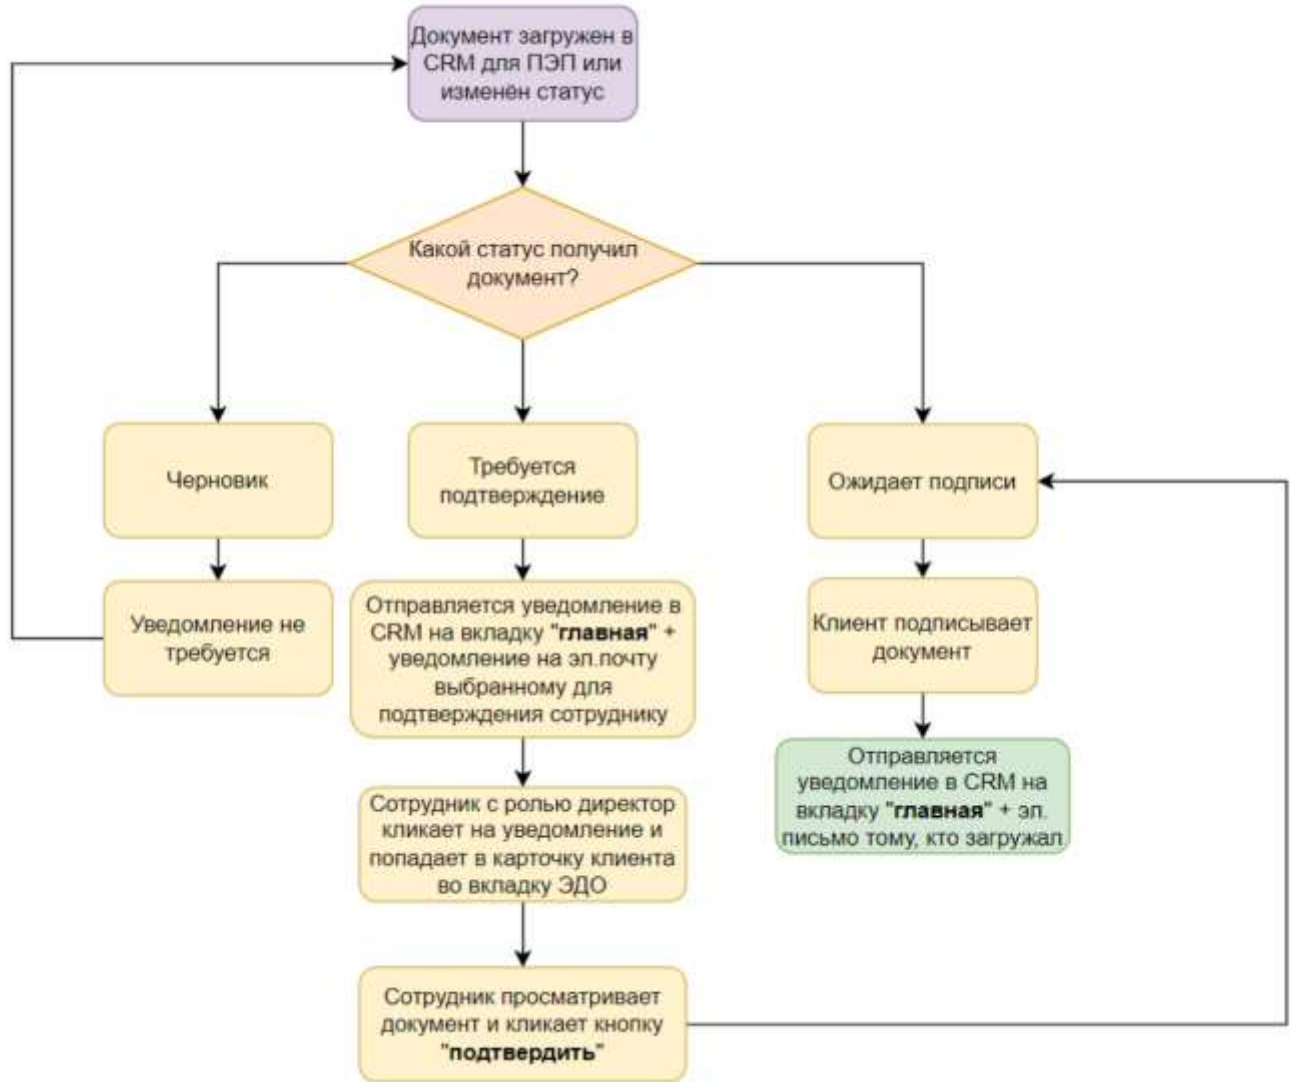 Документ загружен в
CRM для ПЭП или
изменён статус
Какой статус получил
документ?
Черновик
Требуется
подтверждение
Ожидает подписи
Уведомление не
требуется
Отправляется уведомление в
CRM на вкладку "главная" +
уведомление на эл.почту
выбранному для
подтверждения сотруднику
Клиент подписывает
документ
Отправляется
уведомление в CRM на
вкладку "главная" + эл.
письмо тому, кто загружал
Сотрудник с ролью директор
кликает на уведомление и
попадает в карточку клиента
во вкладку ЭДО
Сотрудник просматривает
документ и кликает кнопку
"подтвердить"